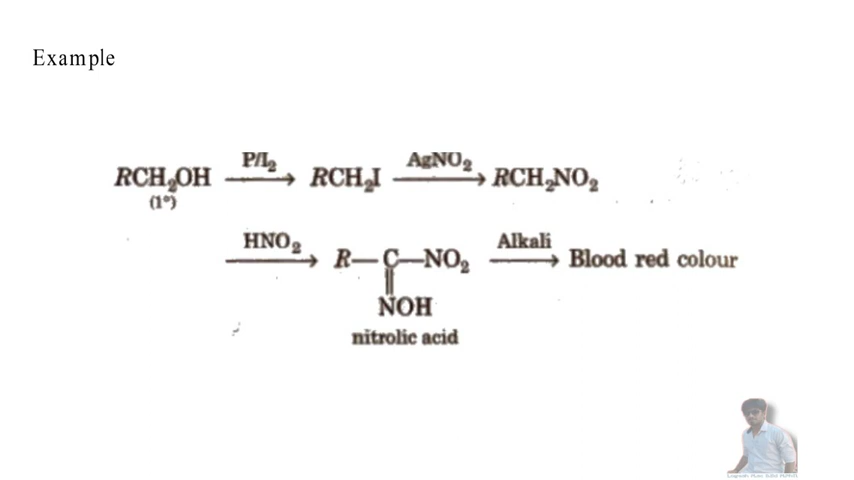 Example
RCH₂OH —P/I₂→ RCH₂I —AgNO₂→ RCH₂NO₂
(1°)
—HNO₂→ R—C—NO₂ —Alkali→ Blood red colour
||
NOH
nitrolic acid